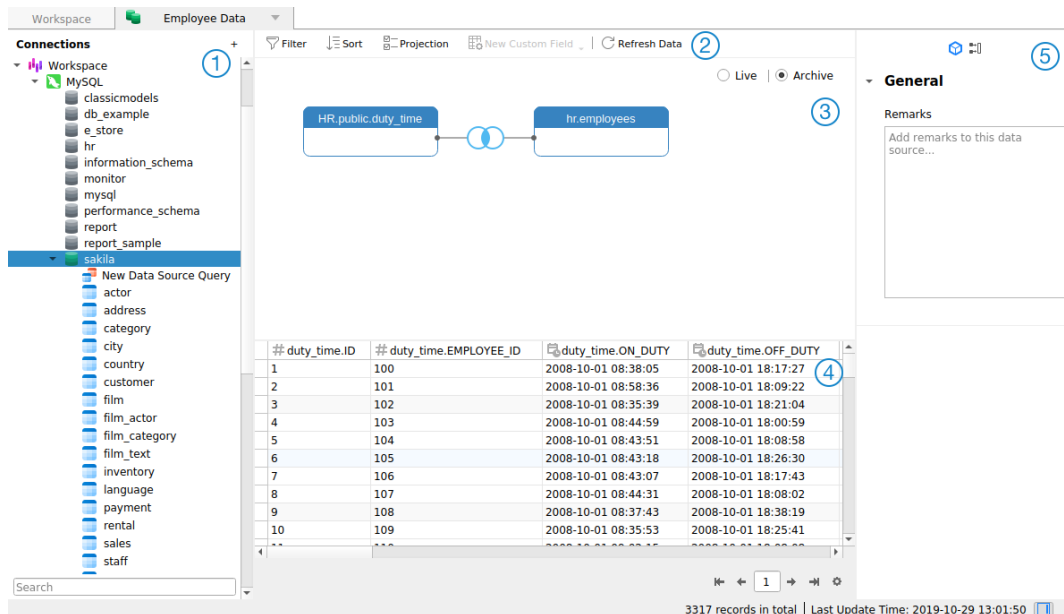 Workspace
Employee Data
Connections +
Workspace
MySQL
classicmodels
db_example
e_store
hr
information_schema
monitor
mysql
performance_schema
report
report_sample
sakila
New Data Source Query
actor
address
category
city
country
customer
film
film_actor
film_category
film_text
inventory
language
payment
rental
sales
staff
Search
1
Filter Sort Projection New Custom Field Refresh Data
2
Live Archive
3
HR.public.duty_time
hr.employees
# duty_time.ID # duty_time.EMPLOYEE_ID duty_time.ON_DUTY duty_time.OFF_DUTY
1 100 2008-10-01 08:38:05 2008-10-01 18:17:27
2 101 2008-10-01 08:58:36 2008-10-01 18:09:22
3 102 2008-10-01 08:35:39 2008-10-01 18:21:04
4 103 2008-10-01 08:44:59 2008-10-01 18:00:59
5 104 2008-10-01 08:43:51 2008-10-01 18:08:58
6 105 2008-10-01 08:43:18 2008-10-01 18:26:30
7 106 2008-10-01 08:43:07 2008-10-01 18:17:43
8 107 2008-10-01 08:44:31 2008-10-01 18:08:02
9 108 2008-10-01 08:37:43 2008-10-01 18:38:19
10 109 2008-10-01 08:35:53 2008-10-01 18:25:41
4
1
5
General
Remarks
Add remarks to this data
source...
3317 records in total Last Update Time: 2019-10-29 13:01:50